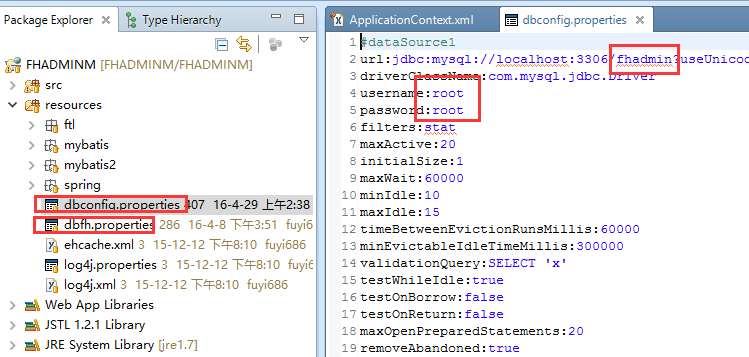 Package Explorer
Type Hierarchy
FHADMINM [FHADMINM/FHADMINM]
src
resources
ftl
mybatis
mybatis2
spring
dbconfig.properties 407 16-4-29 上午2:38
dbfh.properties 286 16-4-8 下午3:51 fuyi686
ehcache.xml 3 15-12-12 下午8:10 fuyi686
log4j.properties 3 15-12-12 下午8:10 fuyi
log4j.xml 3 15-12-12 下午8:10 fuyi686
Web App Libraries
JSTL 1.2.1 Library
JRE System Library [jre1.7]
ApplicationContext.xml
dbconfig.properties
1 #dataSource1
2 url:jdbc:mysql://localhost:3306/fhadmin?useUnicod
3 driverClassName:com.mysql.jdbc.Driver
4 username:root
5 password:root
6 filters:stat
7 maxActive:20
8 initialSize:1
9 maxWait:60000
10 minIdle:10
11 maxIdle:15
12 timeBetweenEvictionRunsMillis:60000
13 minEvictableIdleTimeMillis:300000
14 validationQuery:SELECT 'x'
15 testWhileIdle:true
16 testOnBorrow:false
17 testOnReturn:false
18 maxOpenPreparedStatements:20
19 removeAbandoned:true